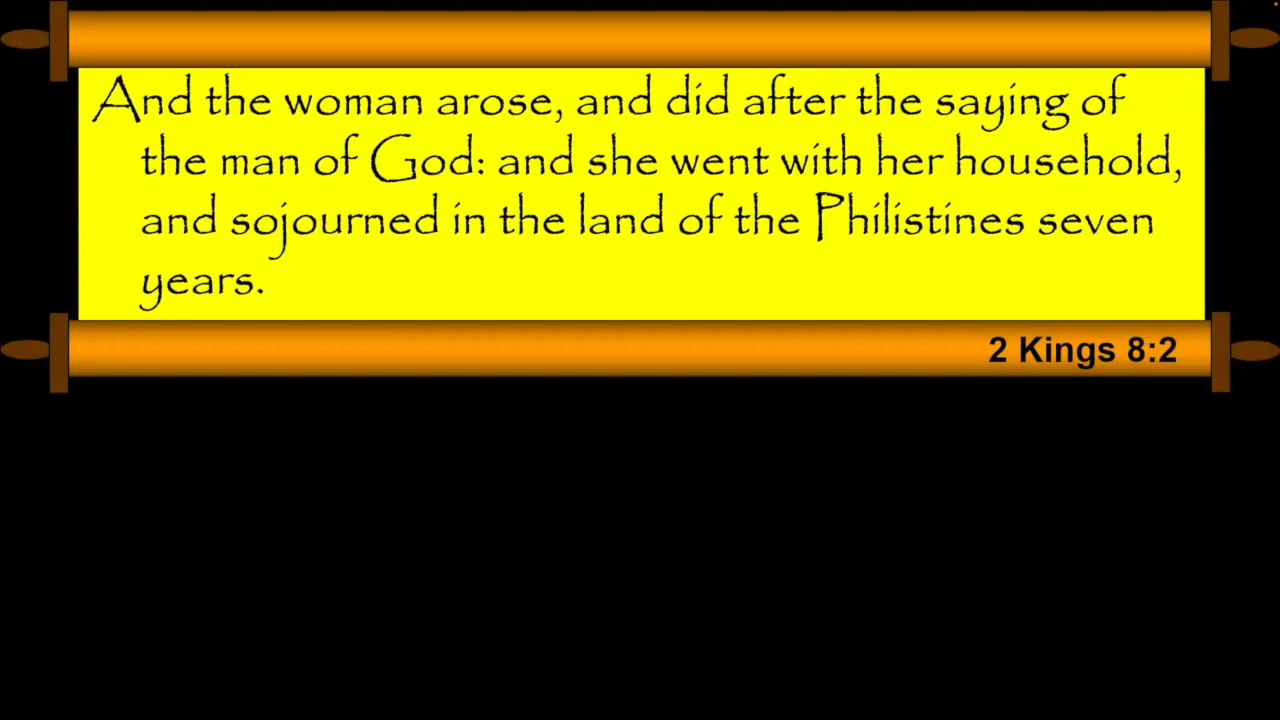 And the woman arose, and did after the saying of
the man of God: and she went with her household,
and sojourned in the land of the Philistines seven
years.
2 Kings 8:2